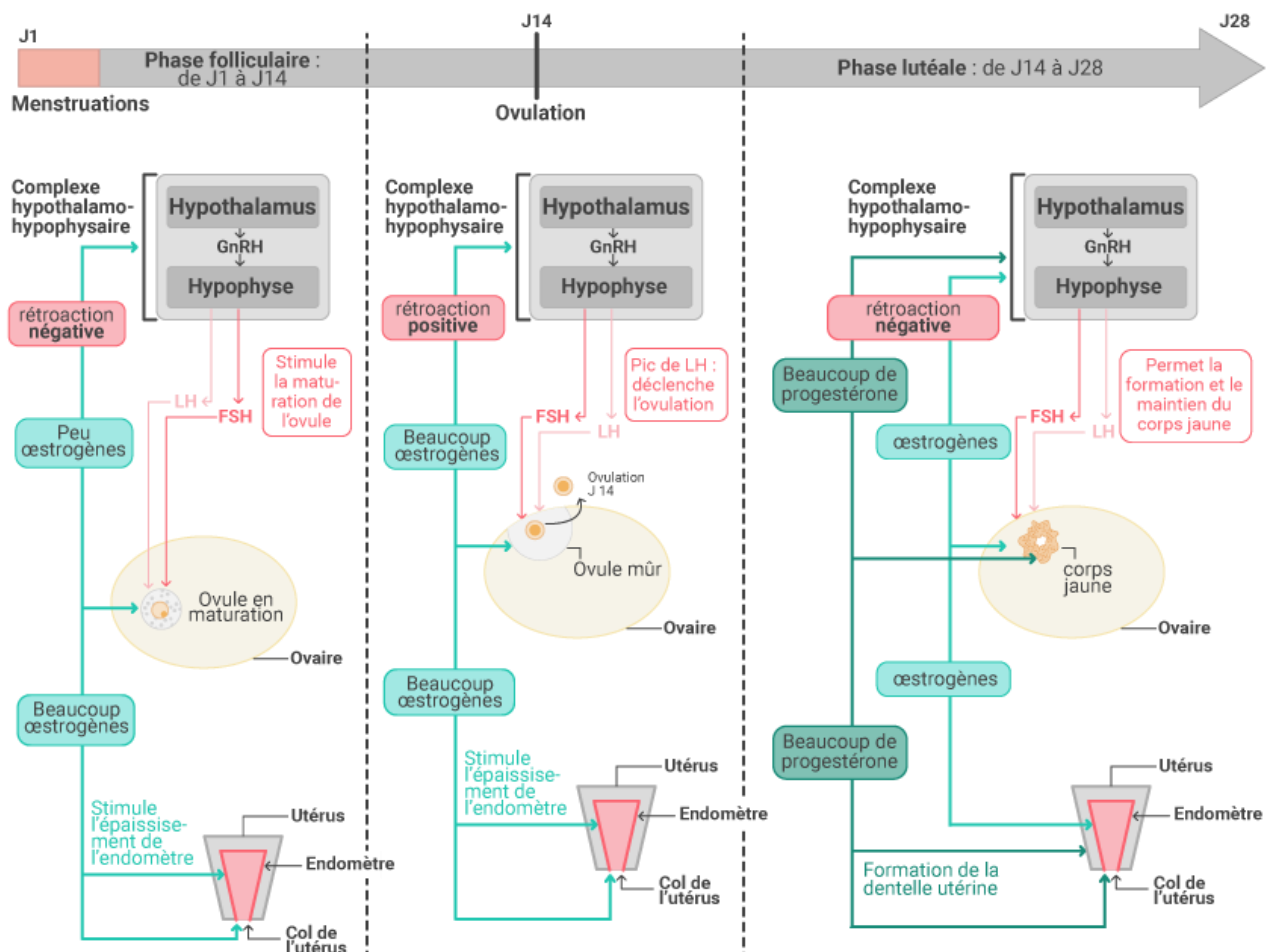 J1
J14
J28
Phase folliculaire :
de J1 à J14
Phase lutéale : de J14 à J28
Menstruations
Ovulation
Complexe
hypothalamo-
hypophysaire
Hypothalamus
GnRH
Hypophyse
rétroaction
négative
Stimule
la matu-
ration de
l'ovule
LH
FSH
Peu
œstrogènes
Ovule en
maturation
Ovaire
Beaucoup
œstrogènes
Stimule
l'épaissise-
ment de
l'endomètre
Utérus
Endomètre
Col de
l'utérus
Complexe
hypothalamo-
hypophysaire
Hypothalamus
GnRH
Hypophyse
rétroaction
positive
Pic de LH :
déclenche
l'ovulation
FSH
LH
Beaucoup
œstrogènes
Ovulation
J 14
Ovule mûr
Ovaire
Beaucoup
œstrogènes
Stimule
l'épaissise-
ment de
l'endomètre
Utérus
Endomètre
Col de
l'utérus
Complexe
hypothalamo-
hypophysaire
Hypothalamus
GnRH
Hypophyse
rétroaction
négative
Beaucoup de
progestérone
Permet la
formation et le
maintien du
corps jaune
FSH
LH
œstrogènes
corps
jaune
Ovaire
œstrogènes
Beaucoup de
progestérone
Utérus
Endomètre
Formation de la
dentelle utérine
Col de
l'utérus